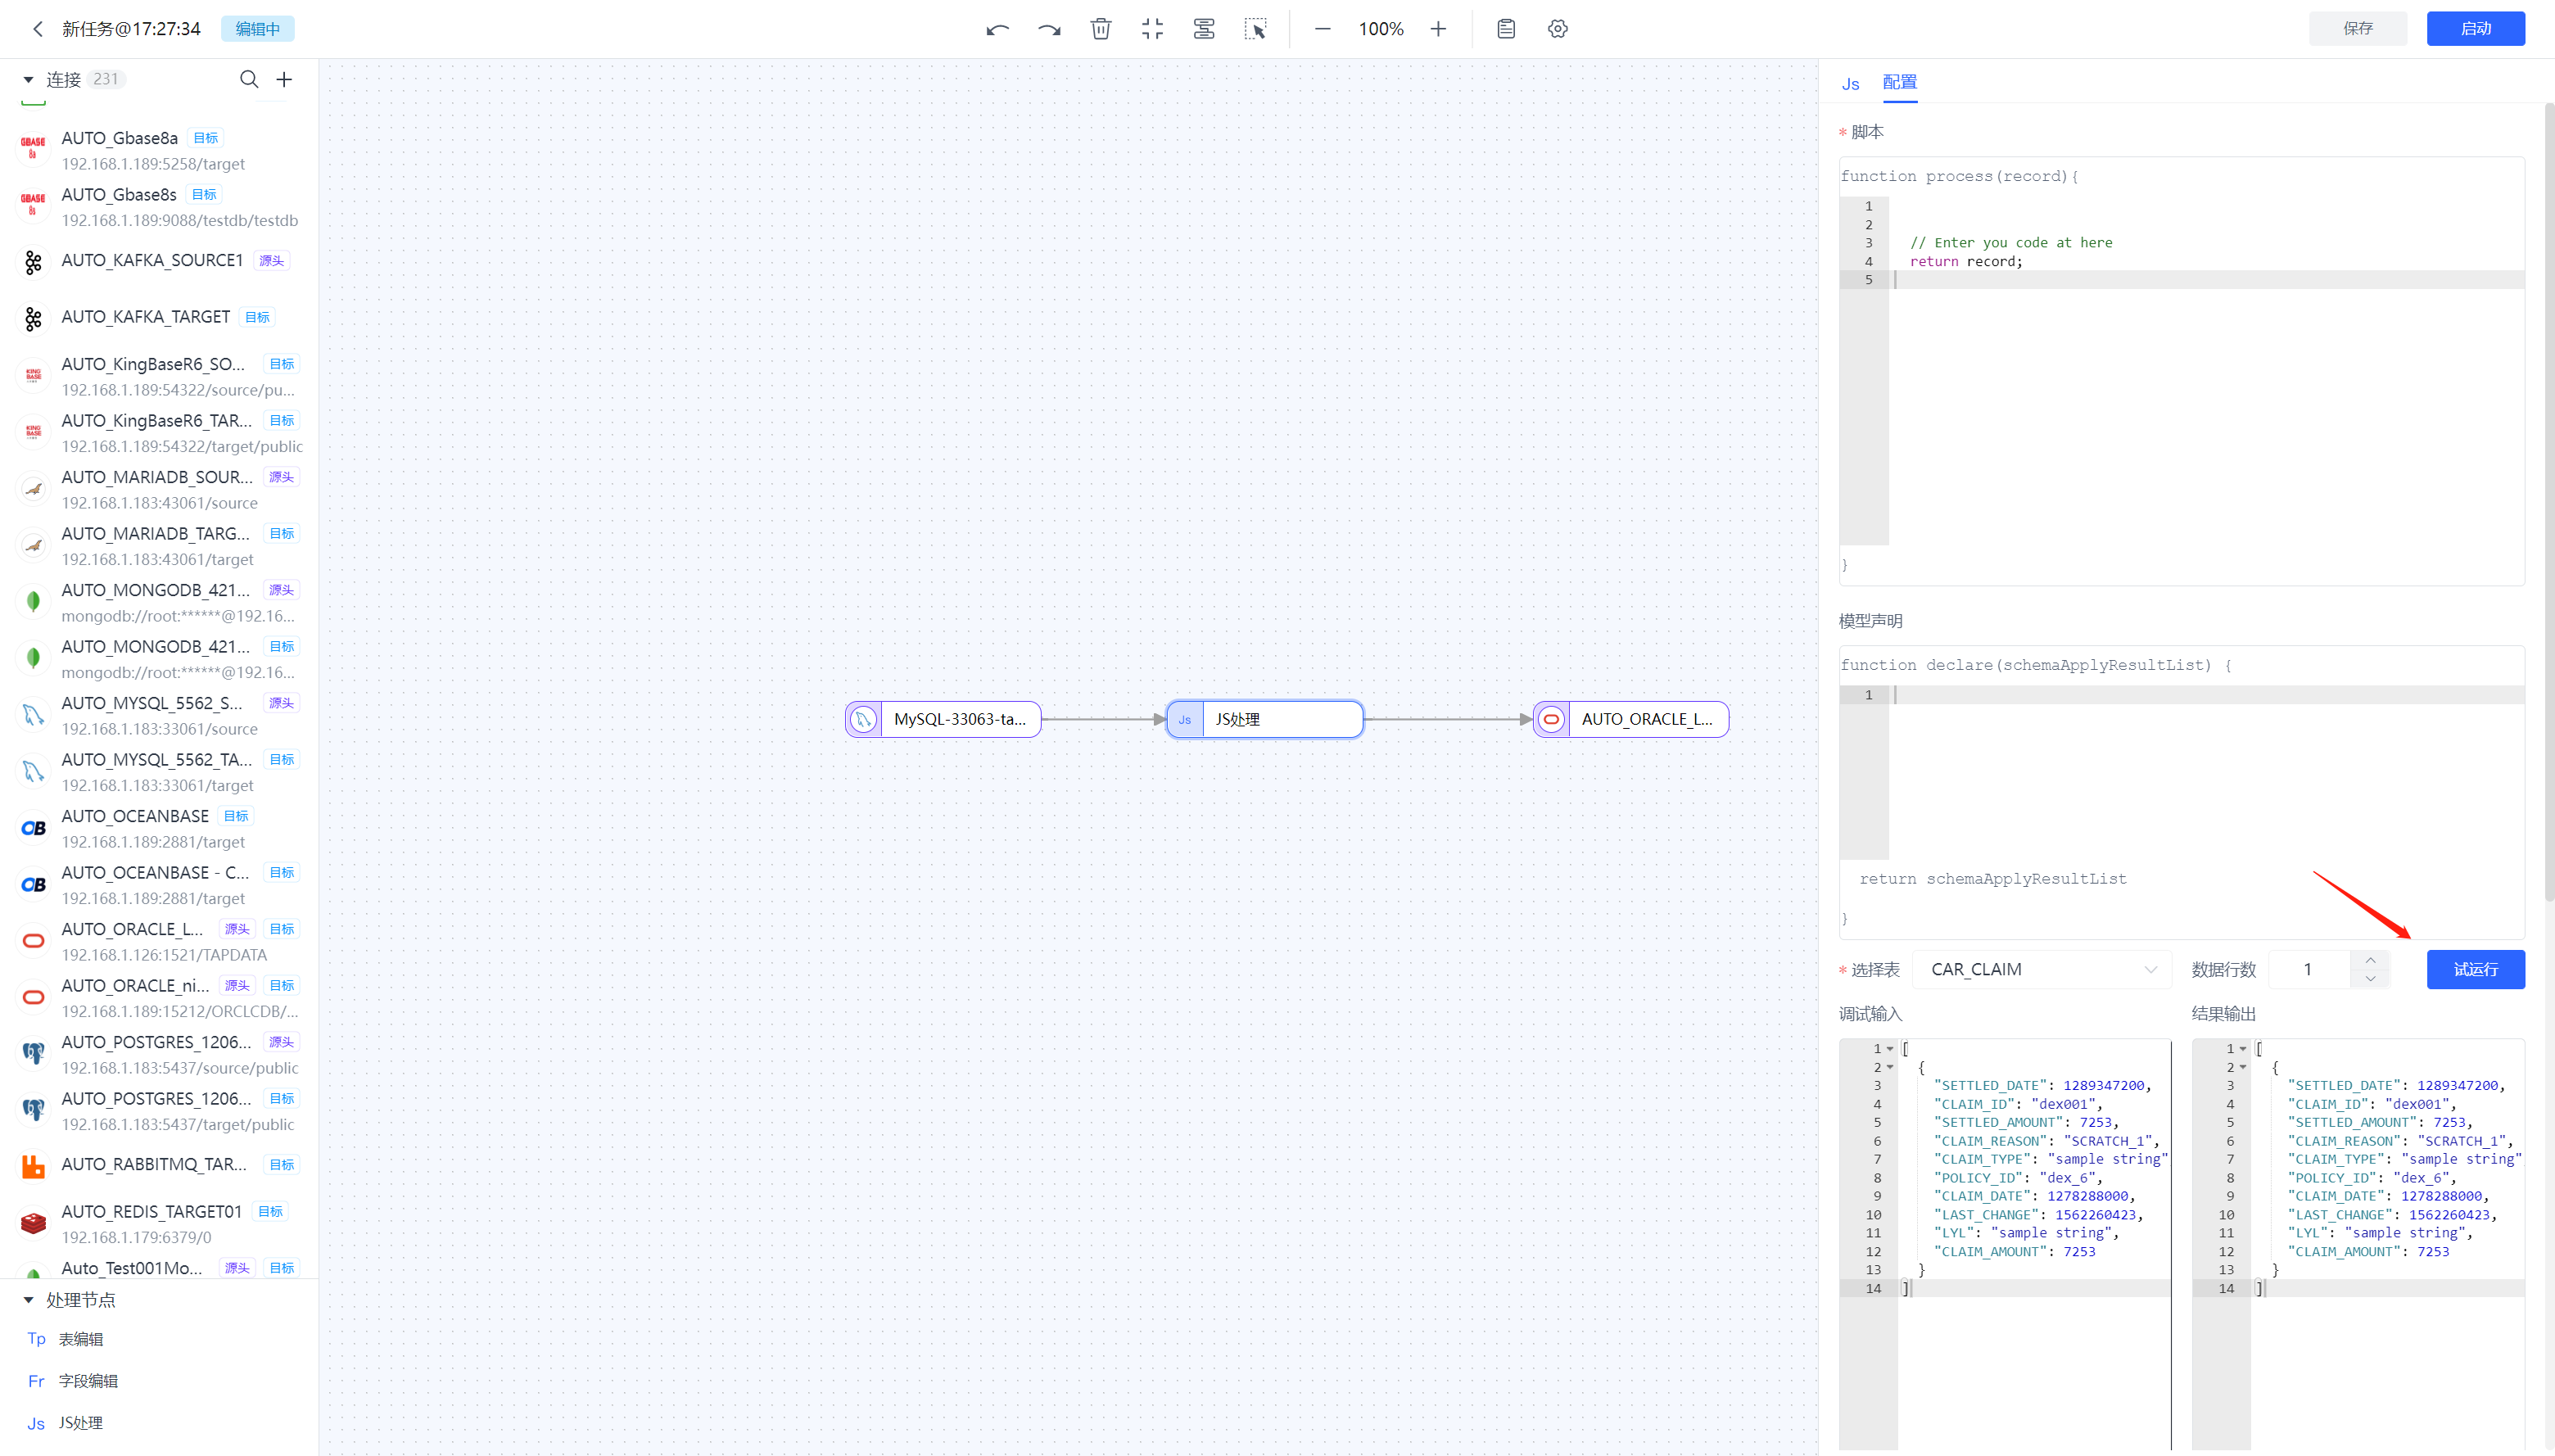 新任务@17:27:34 编辑中
100%
保存 启动
连接 231
AUTO_Gbase8a 目标
192.168.1.189:5258/target
AUTO_Gbase8s 目标
192.168.1.189:9088/testdb/testdb
AUTO_KAFKA_SOURCE1 源头
AUTO_KAFKA_TARGET 目标
AUTO_KingBaseR6_SO... 目标
192.168.1.189:54322/source/pu...
AUTO_KingBaseR6_TAR... 目标
192.168.1.189:54322/target/public
AUTO_MARIADB_SOUR... 源头
192.168.1.183:43061/source
AUTO_MARIADB_TARG... 目标
192.168.1.183:43061/target
AUTO_MONGODB_421... 源头
mongodb://root:******@192.16...
AUTO_MONGODB_421... 目标
mongodb://root:******@192.16...
AUTO_MYSQL_5562_S... 源头
192.168.1.183:33061/source
AUTO_MYSQL_5562_TA... 目标
192.168.1.183:33061/target
AUTO_OCEANBASE 目标
192.168.1.189:2881/target
AUTO_OCEANBASE - C... 目标
192.168.1.189:2881/target
AUTO_ORACLE_L... 源头 目标
192.168.1.126:1521/TAPDATA
AUTO_ORACLE_ni... 源头 目标
192.168.1.189:15212/ORCLCDB/...
AUTO_POSTGRES_1206... 源头
192.168.1.183:5437/source/public
AUTO_POSTGRES_1206... 目标
192.168.1.183:5437/target/public
AUTO_RABBITMQ_TAR... 目标
AUTO_REDIS_TARGET01 目标
192.168.1.179:6379/0
Auto_Test001Mo... 源头 目标
处理节点
Tp 表编辑
Fr 字段编辑
Js JS处理
MySQL-33063-ta...
Js JS处理
AUTO_ORACLE_L...
Js 配置
* 脚本
function process(record){
1
2
3 // Enter you code at here
4 return record;
5
}
模型声明
function declare(schemaApplyResultList) {
1
return schemaApplyResultList
}
* 选择表 CAR_CLAIM 数据行数 1 试运行
调试输入
1 [
2 {
3 "SETTLED_DATE": 1289347200,
4 "CLAIM_ID": "dex001",
5 "SETTLED_AMOUNT": 7253,
6 "CLAIM_REASON": "SCRATCH_1",
7 "CLAIM_TYPE": "sample string"
8 "POLICY_ID": "dex_6",
9 "CLAIM_DATE": 1278288000,
10 "LAST_CHANGE": 1562260423,
11 "LYL": "sample string",
12 "CLAIM_AMOUNT": 7253
13 }
14 ]
结果输出
1 [
2 {
3 "SETTLED_DATE": 1289347200,
4 "CLAIM_ID": "dex001",
5 "SETTLED_AMOUNT": 7253,
6 "CLAIM_REASON": "SCRATCH_1",
7 "CLAIM_TYPE": "sample string"
8 "POLICY_ID": "dex_6",
9 "CLAIM_DATE": 1278288000,
10 "LAST_CHANGE": 1562260423,
11 "LYL": "sample string",
12 "CLAIM_AMOUNT": 7253
13 }
14 ]